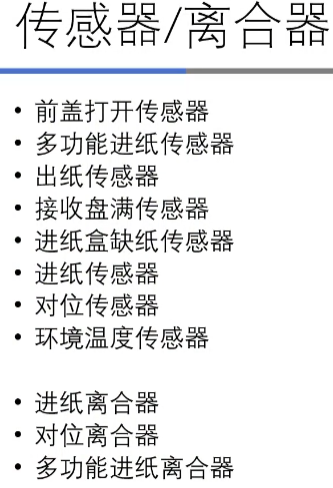 传感器/离合器
• 前盖打开传感器
• 多功能进纸传感器
• 出纸传感器
• 接收盘满传感器
• 进纸盒缺纸传感器
• 进纸传感器
• 对位传感器
• 环境温度传感器
• 进纸离合器
• 对位离合器
• 多功能进纸离合器